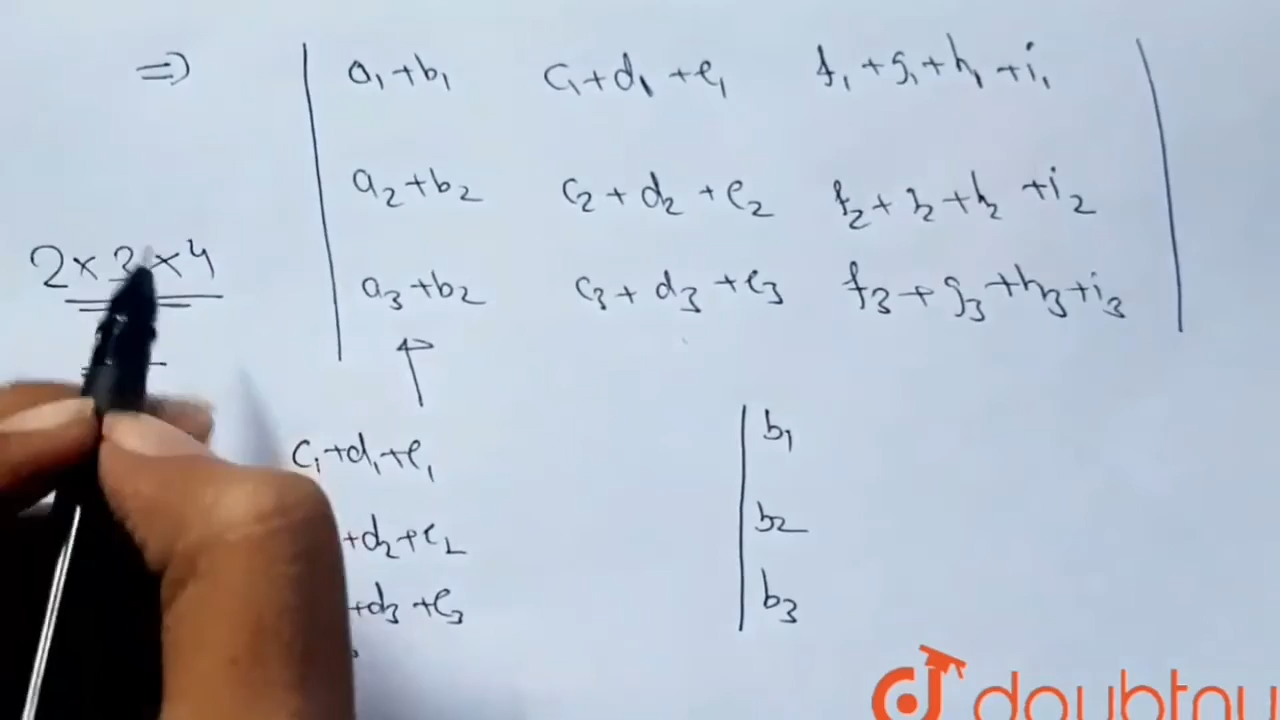 ⇒ | a₁+b₁ c₁+d₁+e₁ f₁+g₁+h₁+i₁ |
a₂+b₂ c₂+d₂+e₂ f₂+g₂+h₂+i₂
2×3×4
a₃+b₂ c₃+d₃+e₃ f₃+g₃+h₃+i₃
c₁+d₁+e₁ | b₁
+d₂+e₂ b₂
+d₃+e₃ b₃
doubtnu